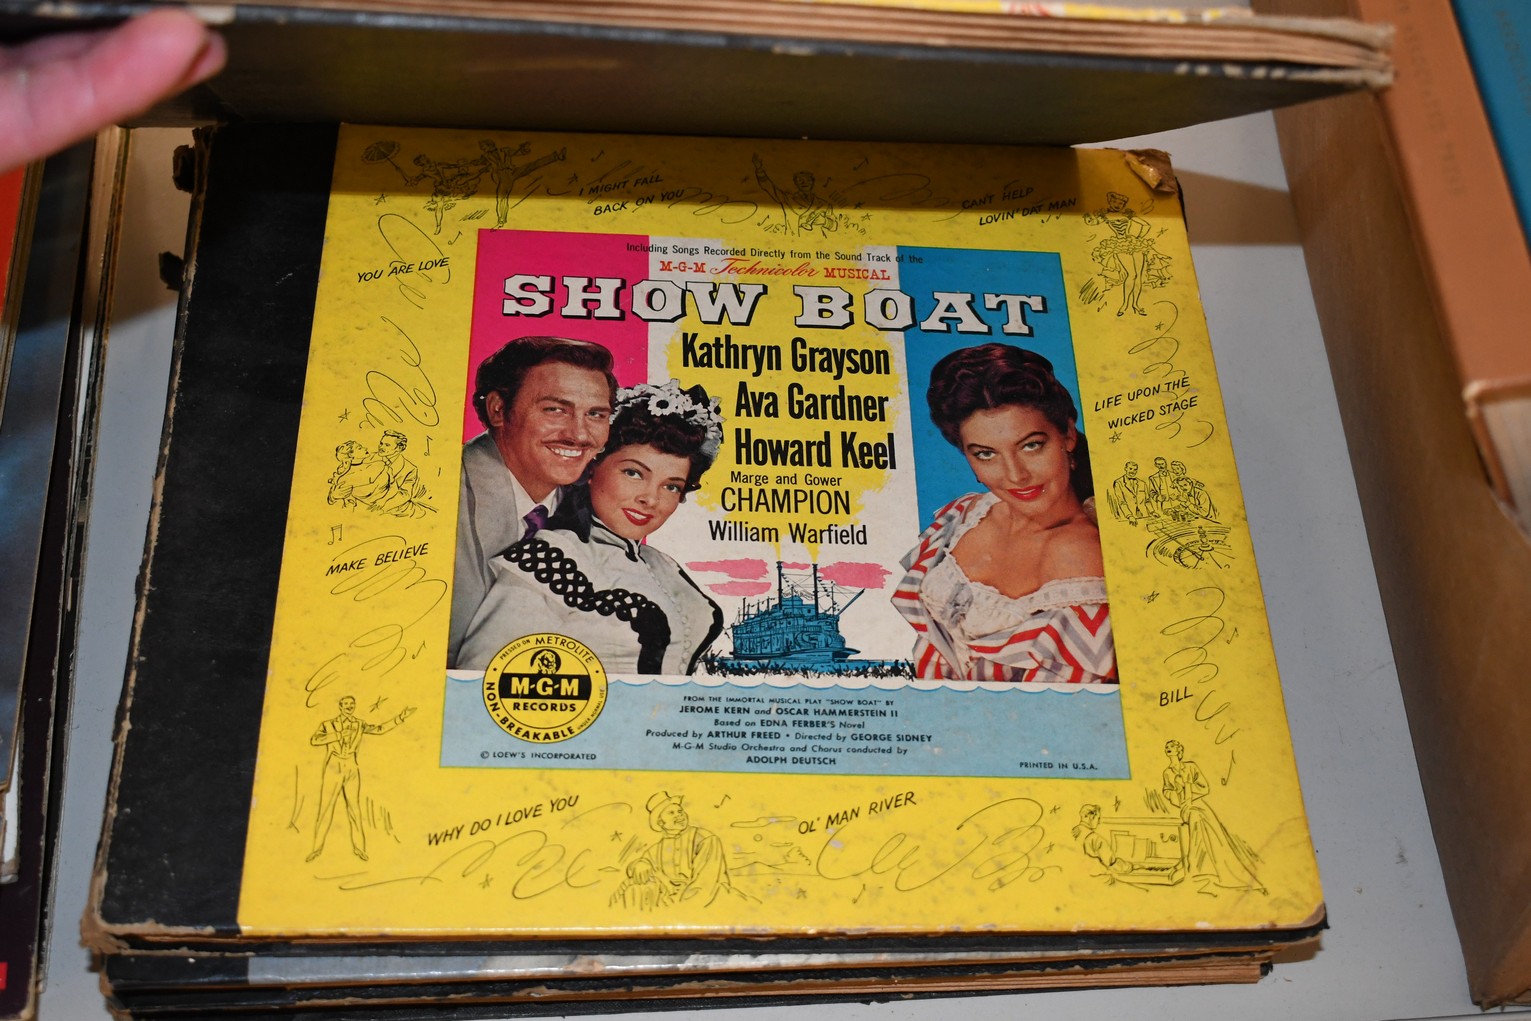 I MIGHT FALL
BACK ON YOU
CAN'T HELP
LOVIN' DAT MAN
YOU ARE LOVE
Including Songs Recorded Directly from the Sound Track of the
M-G-M Technicolor MUSICAL
SHOW BOAT
Kathryn Grayson
Ava Gardner
Howard Keel
Marge and Gower
CHAMPION
William Warfield
LIFE UPON THE
WICKED STAGE
MAKE BELIEVE
BILL
PRESSED ON METROLITE
M-G-M
RECORDS
NON-BREAKABLE UNDER NORMAL USE
© LOEW'S INCORPORATED
FROM THE IMMORTAL MUSICAL PLAY "SHOW BOAT" BY
JEROME KERN and OSCAR HAMMERSTEIN II
Based on EDNA FERBER'S Novel
Produced by ARTHUR FREED • Directed by GEORGE SIDNEY
M-G-M Studio Orchestra and Chorus conducted by
ADOLPH DEUTSCH
PRINTED IN U.S.A.
WHY DO I LOVE YOU
OL' MAN RIVER